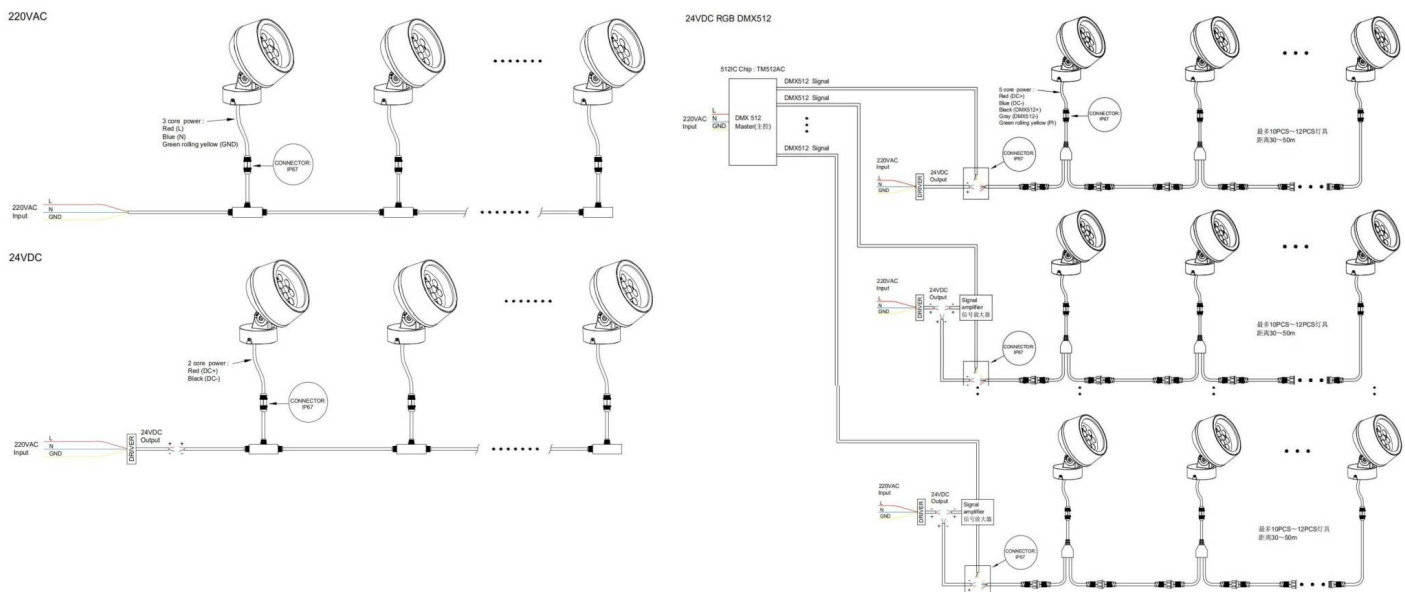 220VAC
3 core power :
Red (L)
Blue (N)
Green rolling yellow (GND)
CONNECTOR:
IP67
220VAC
Input
L
N
GND
24VDC
2 core power :
Red (DC+)
Black (DC-)
CONNECTOR:
IP67
220VAC
Input
L
N
GND
DRIVER
24VDC
Output
+ +
- -
24VDC RGB DMX512
512IC Chip : TM512AC
220VAC
Input
L
N
GND
DMX 512
Master(主控)
DMX512 Signal
DMX512 Signal
DMX512 Signal
5 core power :
Red (DC+)
Blue (DC-)
Black (DMX512+)
Gray (DMX512-)
Green rolling yellow (PI)
CONNECTOR:
IP67
最多10PCS～12PCS灯具
距离30～50m
CONNECTOR:
IP67
220VAC
Input
L
N
GND
DRIVER
24VDC
Output
220VAC
Input
L
N
GND
DRIVER
24VDC
Output
Signal
amplifier
信号放大器
CONNECTOR:
IP67
最多10PCS～12PCS灯具
距离30～50m
220VAC
Input
L
N
GND
DRIVER
24VDC
Output
Signal
amplifier
信号放大器
CONNECTOR:
IP67
最多10PCS～12PCS灯具
距离30～50m